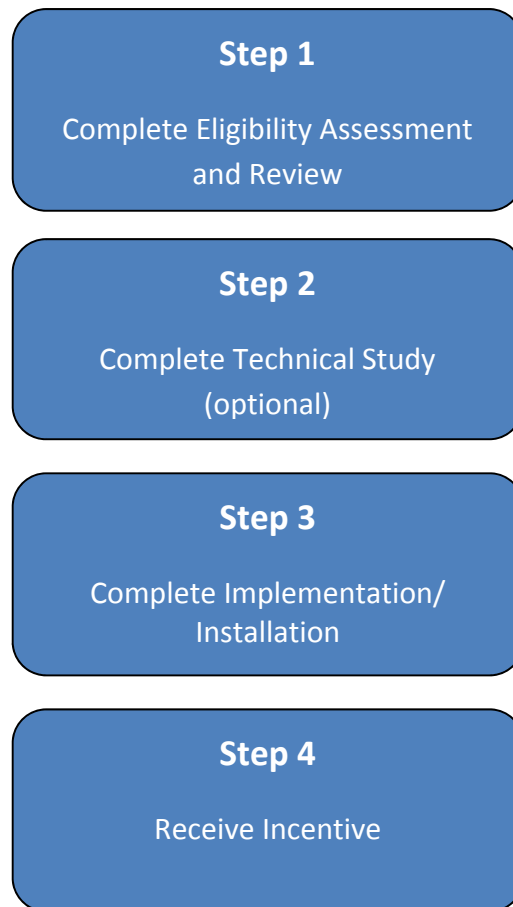 Step 1
Complete Eligibility Assessment
and Review
Step 2
Complete Technical Study
(optional)
Step 3
Complete Implementation/
Installation
Step 4
Receive Incentive